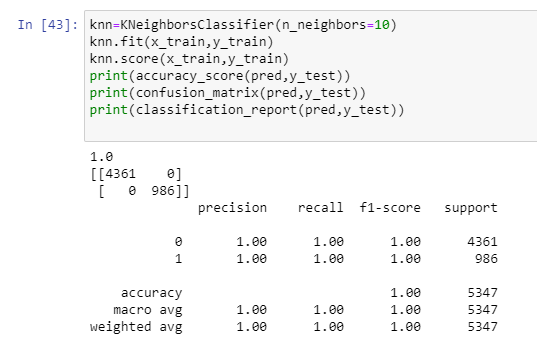 In [43]: knn=KNeighborsClassifier(n_neighbors=10)
knn.fit(x_train,y_train)
knn.score(x_train,y_train)
print(accuracy_score(pred,y_test))
print(confusion_matrix(pred,y_test))
print(classification_report(pred,y_test))
1.0
[[4361    0]
 [   0  986]]
              precision    recall  f1-score   support
           0       1.00      1.00      1.00      4361
           1       1.00      1.00      1.00       986
    accuracy                           1.00      5347
   macro avg       1.00      1.00      1.00      5347
weighted avg       1.00      1.00      1.00      5347